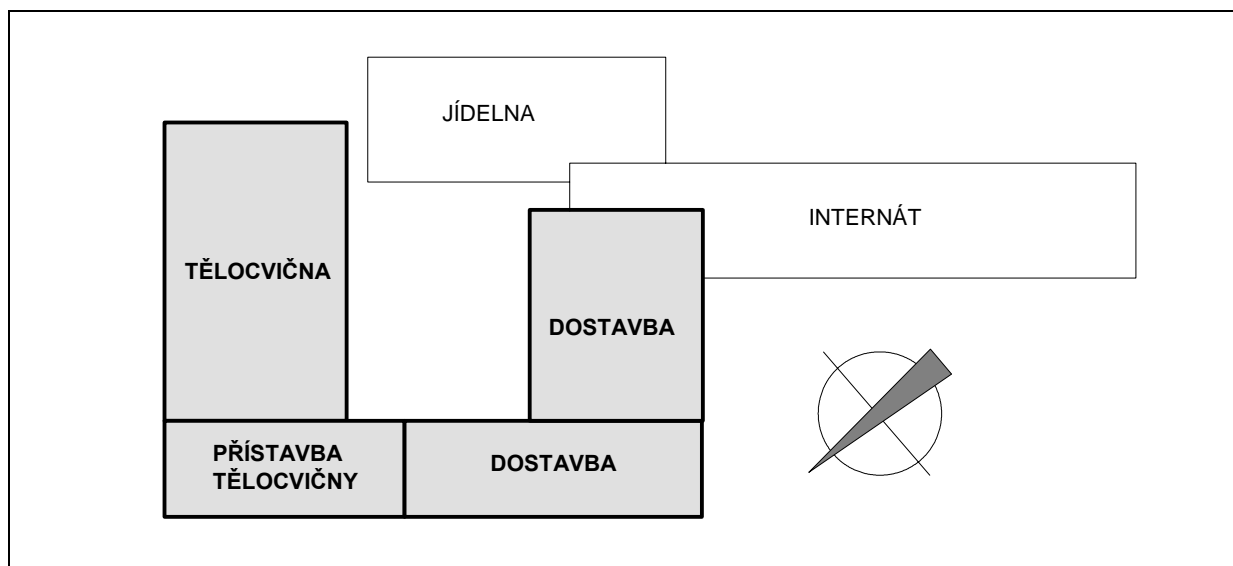 JÍDELNA
INTERNÁT
TĚLOCVIČNA
DOSTAVBA
PŘÍSTAVBA
TĚLOCVIČNY
DOSTAVBA